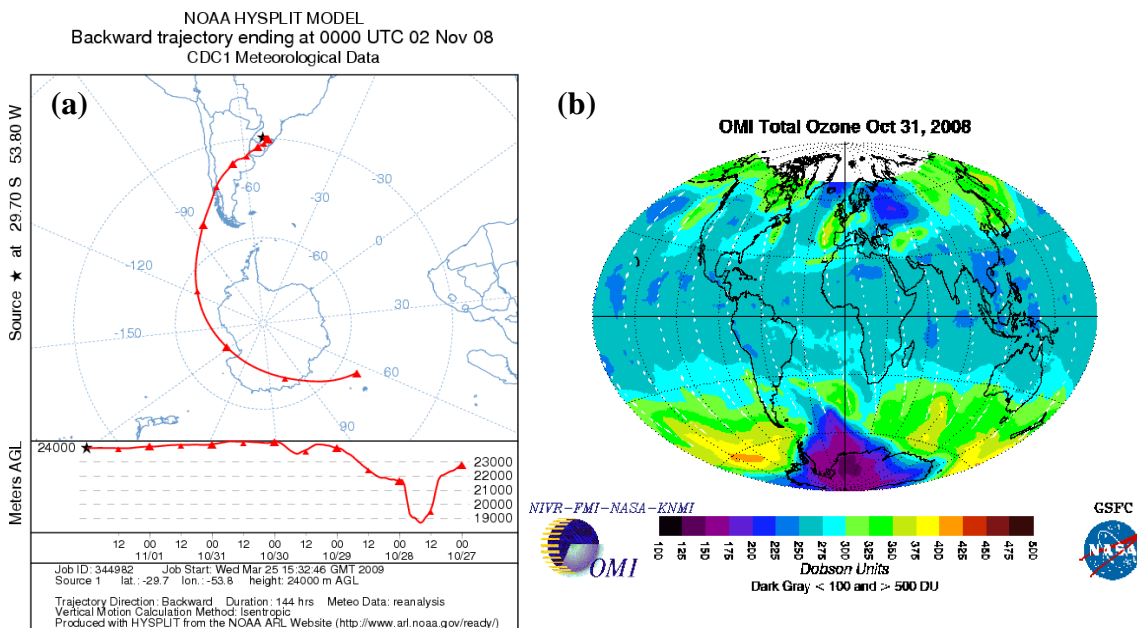 NOAA HYSPLIT MODEL
Backward trajectory ending at 0000 UTC 02 Nov 08
CDC1 Meteorological Data
(a)
Source ★ at 29.70 S 53.80 W
-30
-60
-30
-90
0
-60
-120
30
0
-150
60
90
Meters AGL
24000
23000
22000
21000
20000
19000
12 00 12 00 12 00 12 00 12 00 12 00
11/01 10/31 10/30 10/29 10/28 10/27
Job ID: 344982 Job Start: Wed Mar 25 15:32:46 GMT 2009
Source 1 lat.: -29.7 lon.: -53.8 height: 24000 m AGL
Trajectory Direction: Backward Duration: 144 hrs Meteo Data: reanalysis
Vertical Motion Calculation Method: Isentropic
Produced with HYSPLIT from the NOAA ARL Website (http://www.arl.noaa.gov/ready/)
(b)
OMI Total Ozone Oct 31, 2008
NIVR-FMI-NASA-KNMI
OMI
100 125 150 175 200 225 250 275 300 325 350 375 400 425 450 475 500
Dobson Units
Dark Gray < 100 and > 500 DU
GSFC
NASA